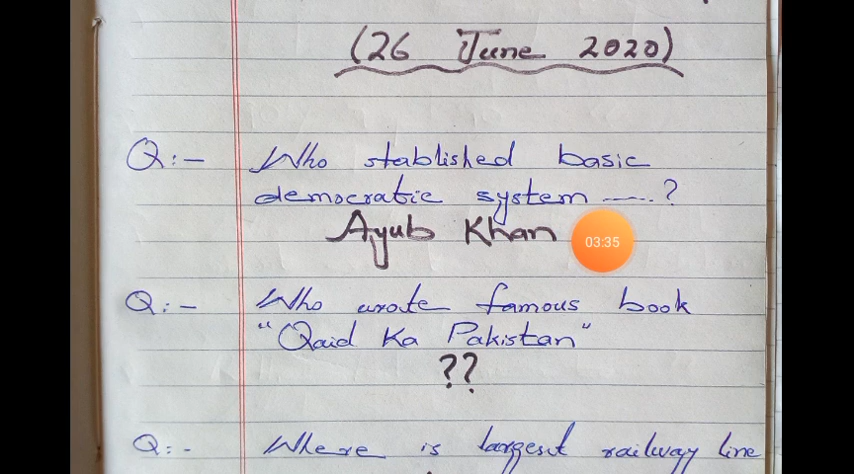 (26 June 2020)
Q:- Who stablished basic
democratic system ----.?
Ayub Khan
03:35
Q:- Who wrote famous book
"Qaid Ka Pakistan"
??
Q:- Where is largest railway line